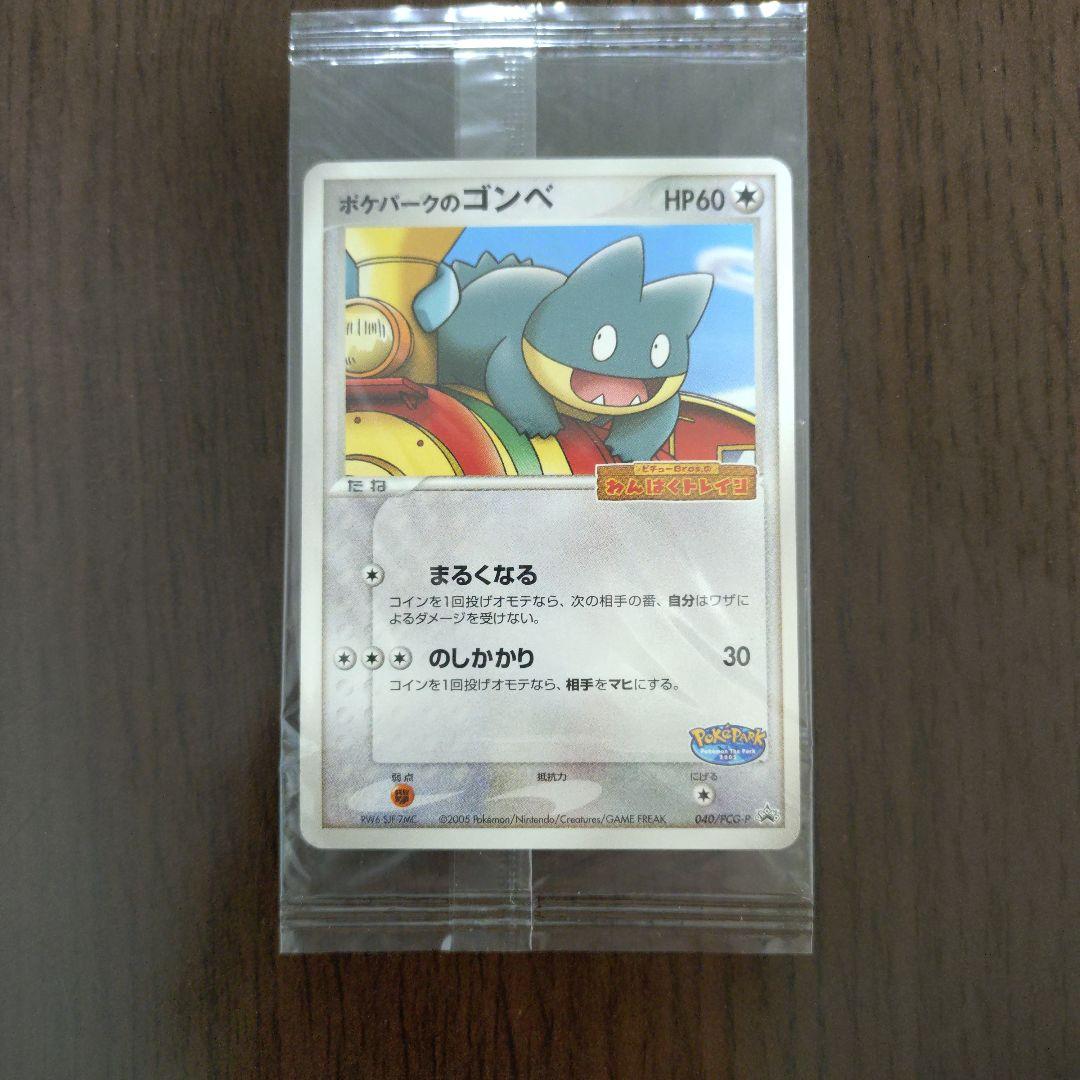 ポケパークのゴンベ HP60
ピチューBros.の
わんぱくトレイン
たね
まるくなる
コインを1回投げオモテなら、次の相手の番、自分はワザに
よるダメージを受けない。
のしかかり 30
コインを1回投げオモテなら、相手をマヒにする。
POKÉPARK
Pokémon The Park
2005
弱点 抵抗力 にげる
©2005 Pokémon/Nintendo/Creatures/GAME FREAK 040/PCG-P